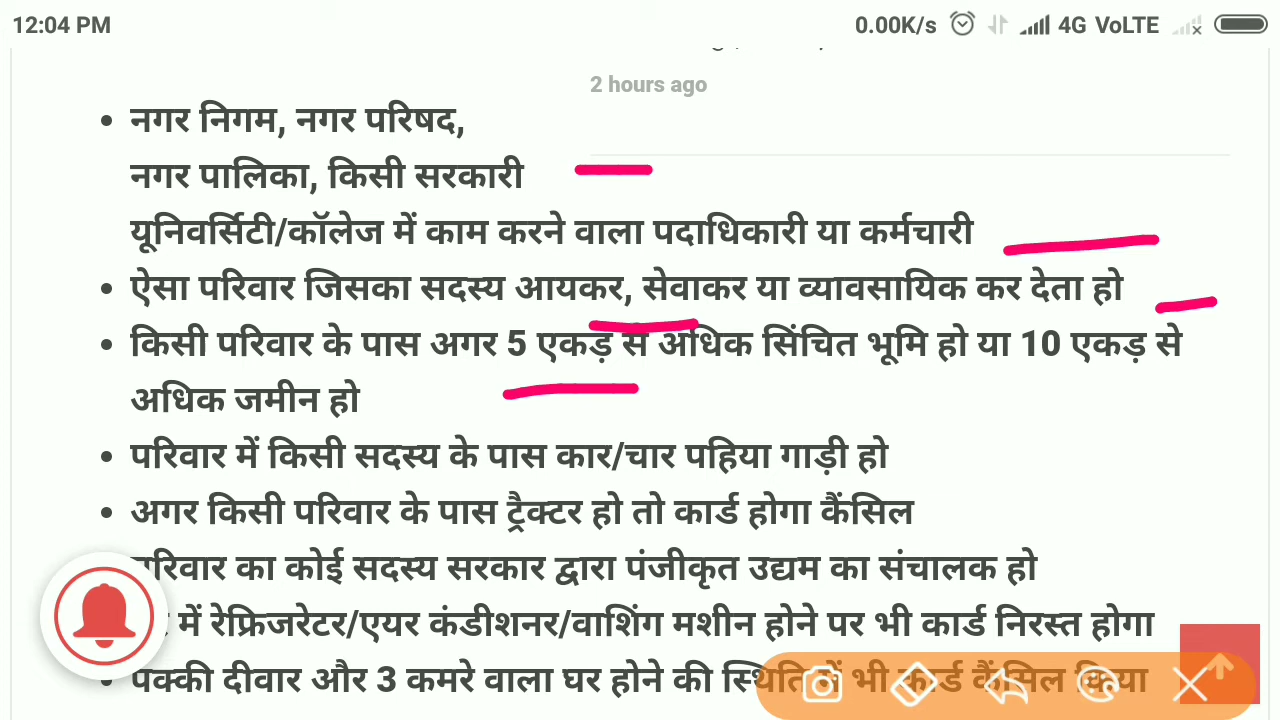 12:04 PM 0.00K/s 4G VoLTE
2 hours ago
नगर निगम, नगर परिषद,
नगर पालिका, किसी सरकारी
यूनिवर्सिटी/कॉलेज में काम करने वाला पदाधिकारी या कर्मचारी
ऐसा परिवार जिसका सदस्य आयकर, सेवाकर या व्यावसायिक कर देता हो
किसी परिवार के पास अगर 5 एकड़ से अधिक सिंचित भूमि हो या 10 एकड़ से
अधिक जमीन हो
परिवार में किसी सदस्य के पास कार/चार पहिया गाड़ी हो
अगर किसी परिवार के पास ट्रैक्टर हो तो कार्ड होगा कैंसिल
परिवार का कोई सदस्य सरकार द्वारा पंजीकृत उद्यम का संचालक हो
में रेफ्रिजरेटर/एयर कंडीशनर/वाशिंग मशीन होने पर भी कार्ड निरस्त होगा
पक्की दीवार और 3 कमरे वाला घर होने की स्थिति में भी कार्ड कैंसिल किया